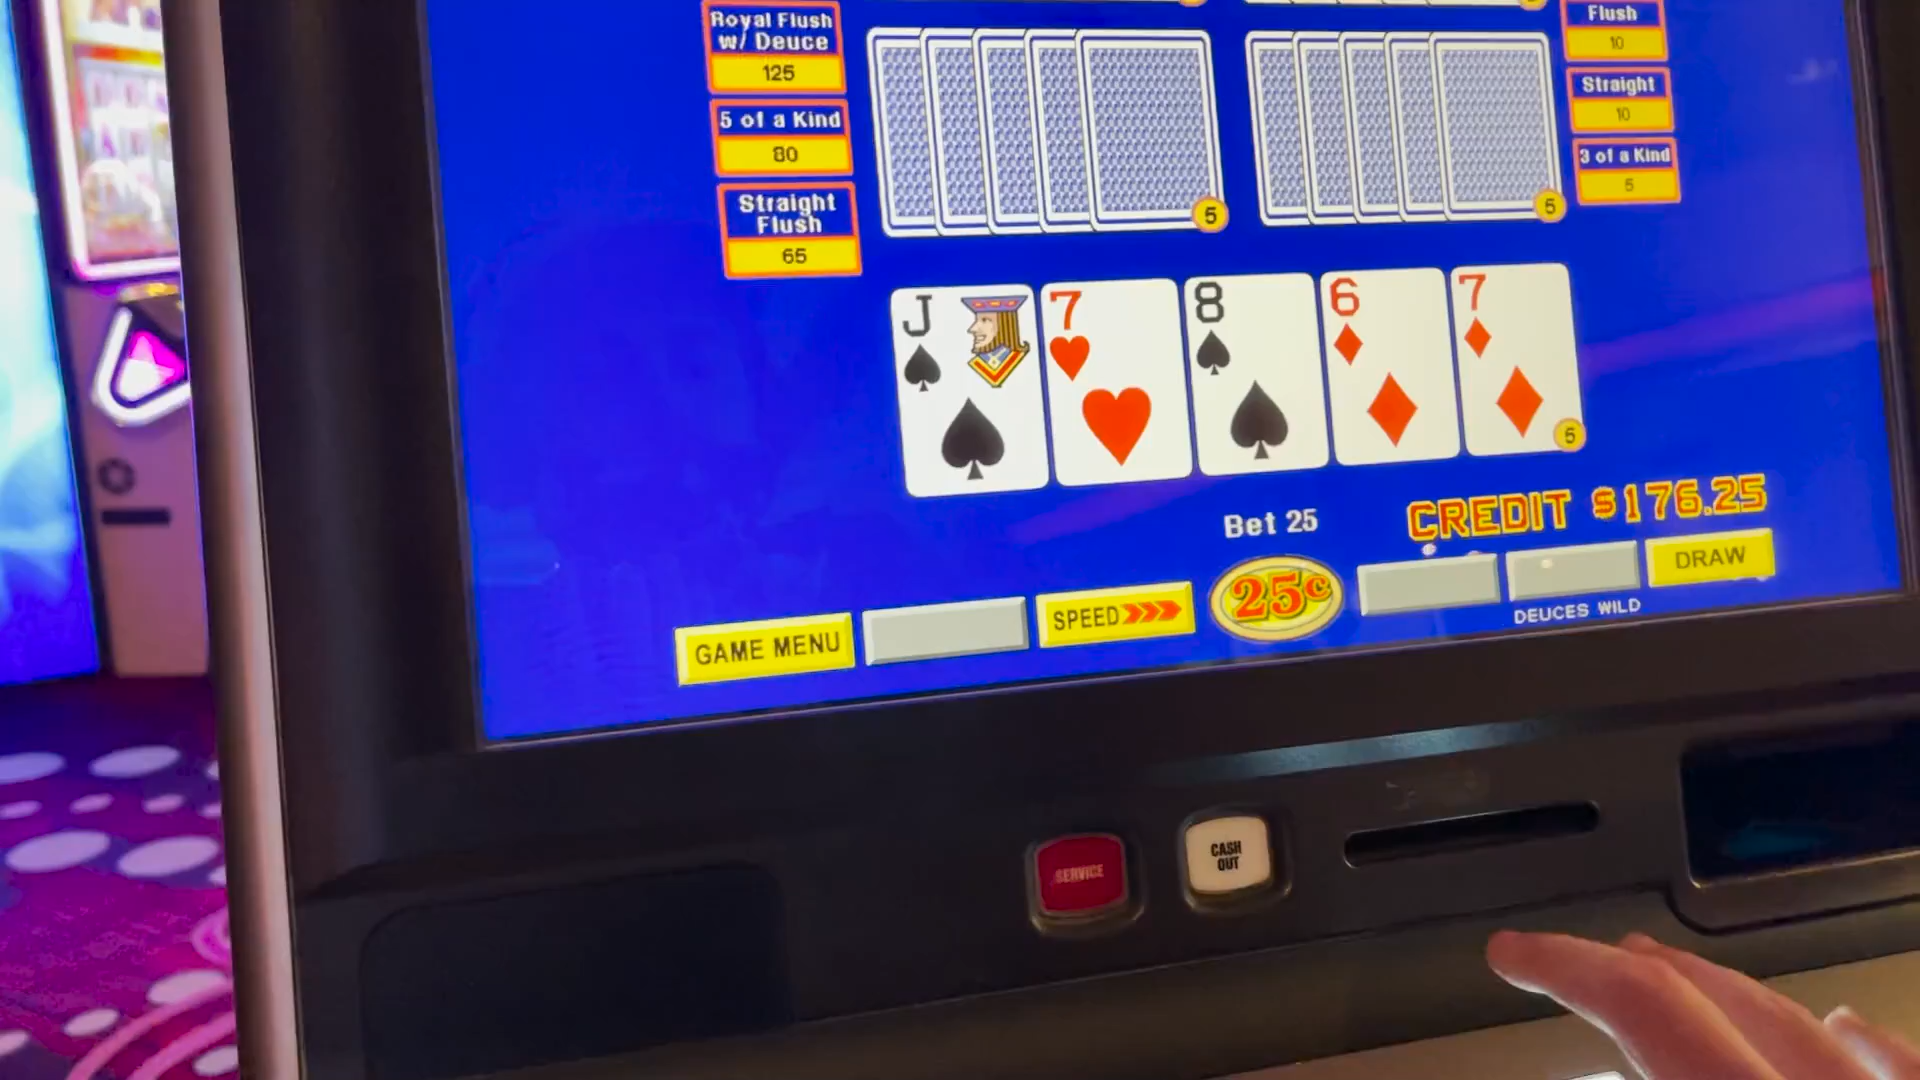 Royal Flush
w/ Deuce
125
5 of a Kind
80
Straight
Flush
65
5
5
Flush
10
Straight
10
3 of a Kind
5
J
7
8
6
7
5
Bet 25
CREDIT $176.25
GAME MENU
SPEED
25¢
DRAW
DEUCES WILD
SERVICE
CASH
OUT